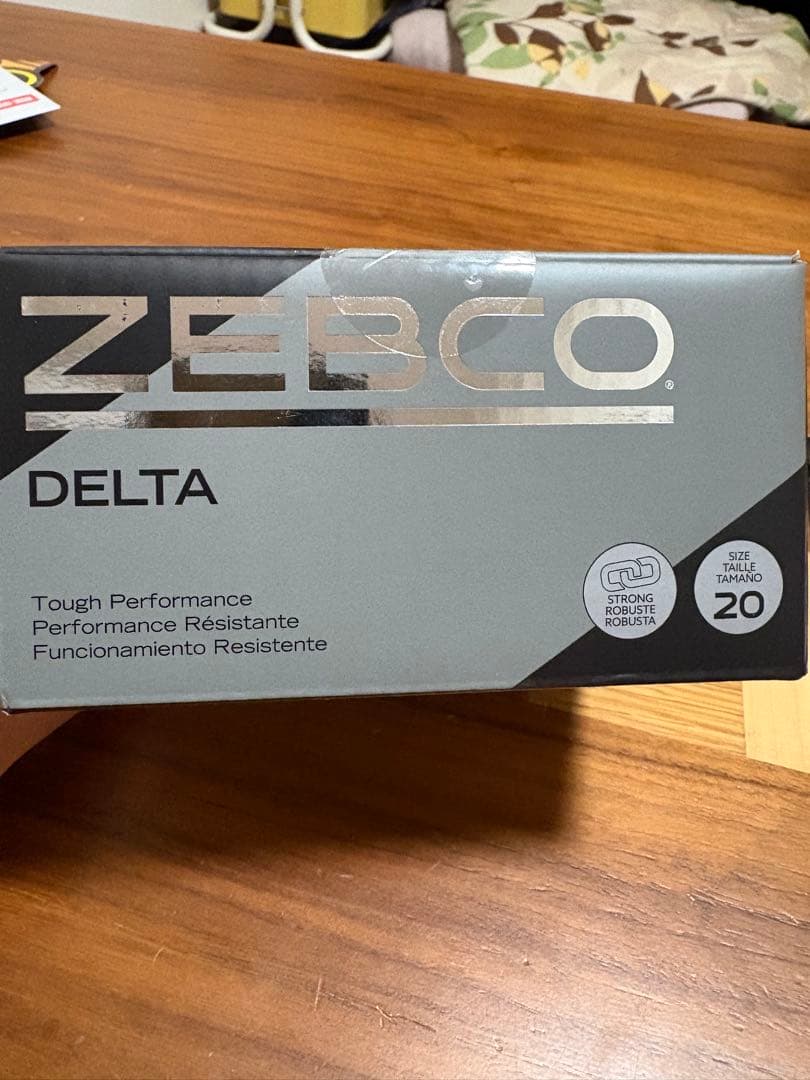 ZEBCO®
DELTA
Tough Performance
Performance Résistante
Funcionamiento Resistente
STRONG
ROBUSTE
ROBUSTA
SIZE
TAILLE
TAMAÑO
20